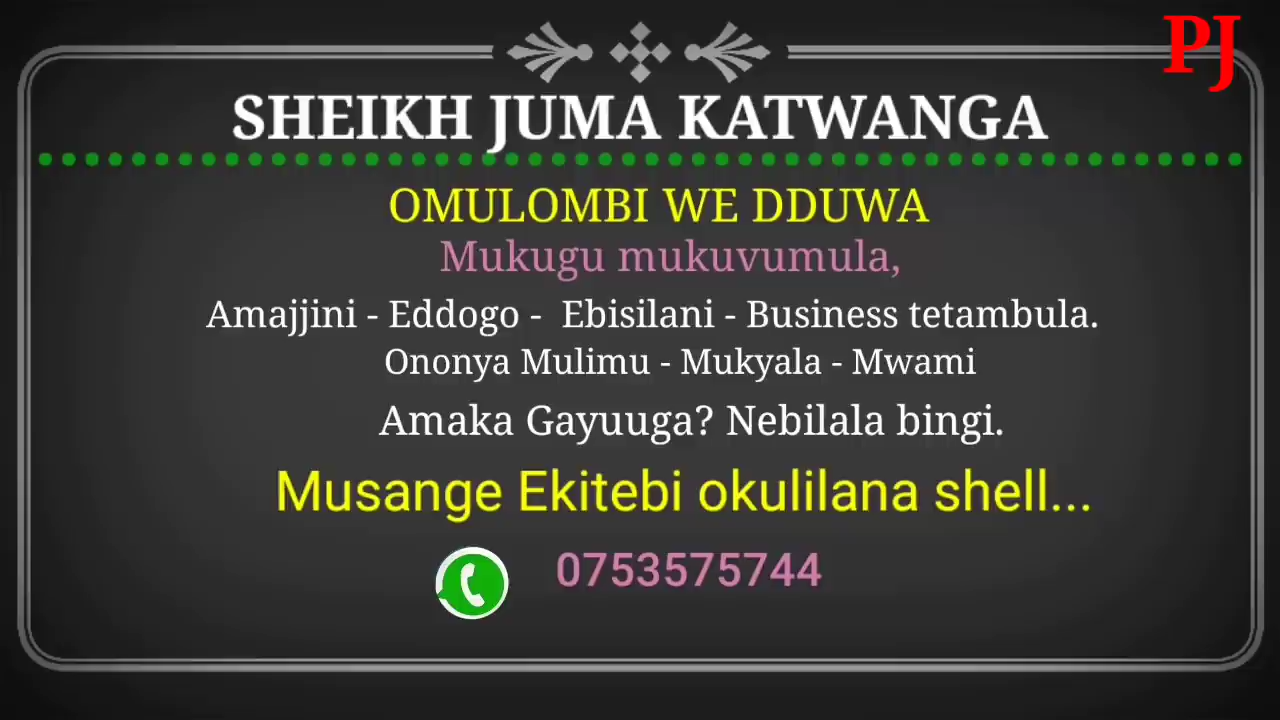 PJ
SHEIKH JUMA KATWANGA
OMULOMBI WE DDUWA
Mukugu mukuvumula,
Amajjini - Eddogo - Ebisilani - Business tetambula.
Ononya Mulimu - Mukyala - Mwami
Amaka Gayuuga? Nebilala bingi.
Musange Ekitebi okulilana shell...
0753575744